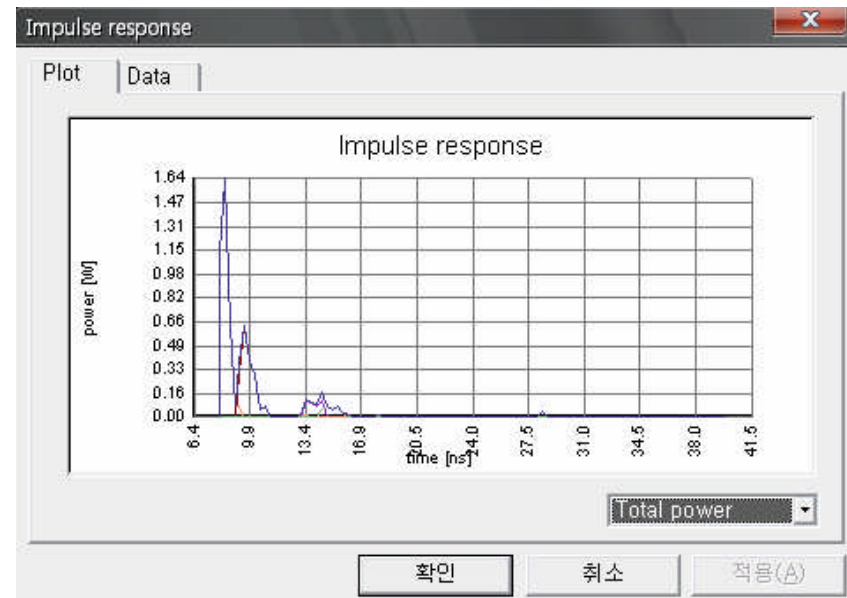 Impulse response
Plot Data
Impulse response
1.64
1.47
1.31
1.15
0.98
0.82
0.66
0.49
0.33
0.16
0.00
power [W]
6.4 9.9 13.4 16.9 20.5 24.0 27.5 31.0 34.5 38.0 41.5
time [ns]
Total power
확인 취소 적용(A)